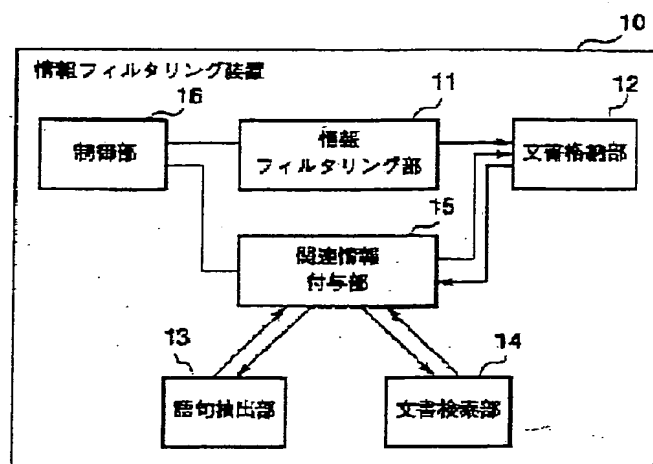 10
情報フィルタリング装置
16
11
12
制御部
情報
フィルタリング部
文書格納部
15
関連情報
付与部
13
14
語句抽出部
文書検索部